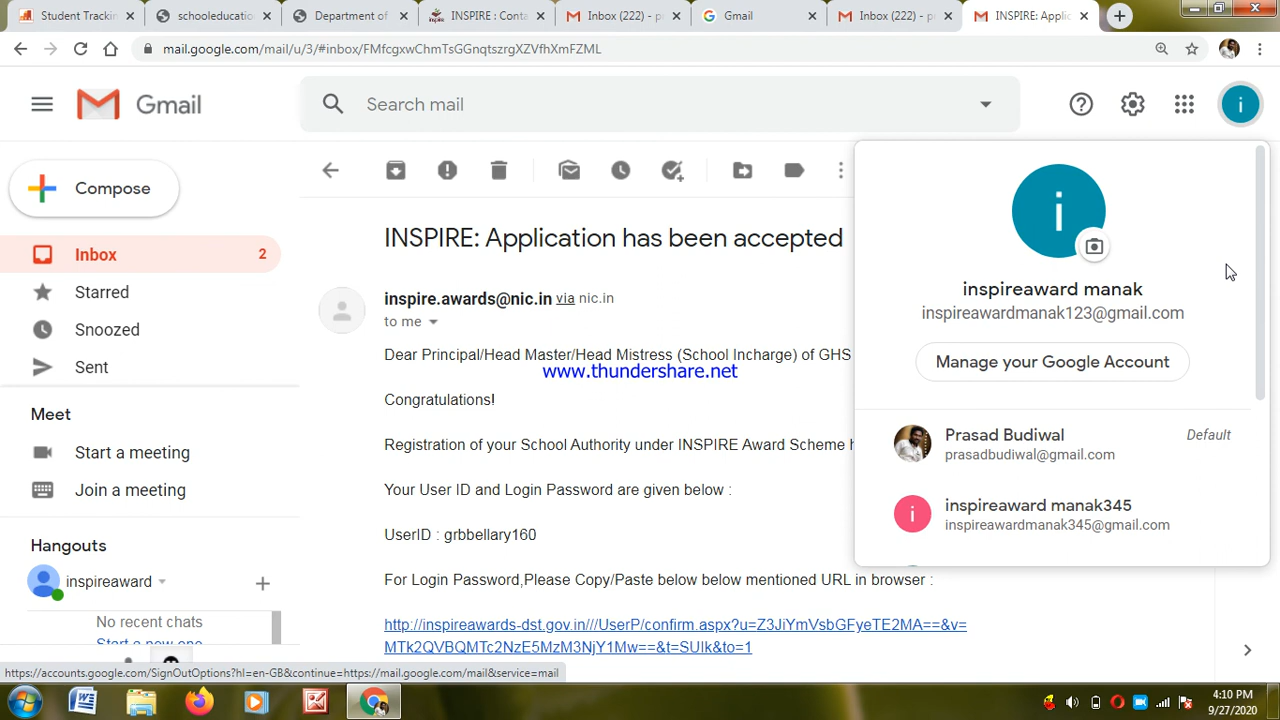 Student Trackin
schooleducatio
Department of
INSPIRE : Conta
Inbox (222) - p
Gmail
Inbox (222) - p
INSPIRE: Applic
mail.google.com/mail/u/3/#inbox/FMfcgxwChmTsGGnqtszrgXZVfhXmFZML
Gmail
Search mail
i
Compose
Inbox 2
Starred
Snoozed
Sent
Meet
Start a meeting
Join a meeting
Hangouts
inspireaward
No recent chats
Start a new one
INSPIRE: Application has been accepted
inspire.awards@nic.in via nic.in
to me
Dear Principal/Head Master/Head Mistress (School Incharge) of GHS
www.thundershare.net
Congratulations!
Registration of your School Authority under INSPIRE Award Scheme h
Your User ID and Login Password are given below :
UserID : grbbellary160
For Login Password,Please Copy/Paste below below mentioned URL in browser :
http://inspireawards-dst.gov.in///UserP/confirm.aspx?u=Z3JiYmVsbGFyeTE2MA==&v=
MTk2QVBQMTc2NzE5MzM3NjY1Mw==&t=SUlk&to=1
i
inspireaward manak
inspireawardmanak123@gmail.com
Manage your Google Account
Prasad Budiwal Default
prasadbudiwal@gmail.com
i
inspireaward manak345
inspireawardmanak345@gmail.com
https://accounts.google.com/SignOutOptions?hl=en-GB&continue=https://mail.google.com/mail&service=mail
4:10 PM
9/27/2020